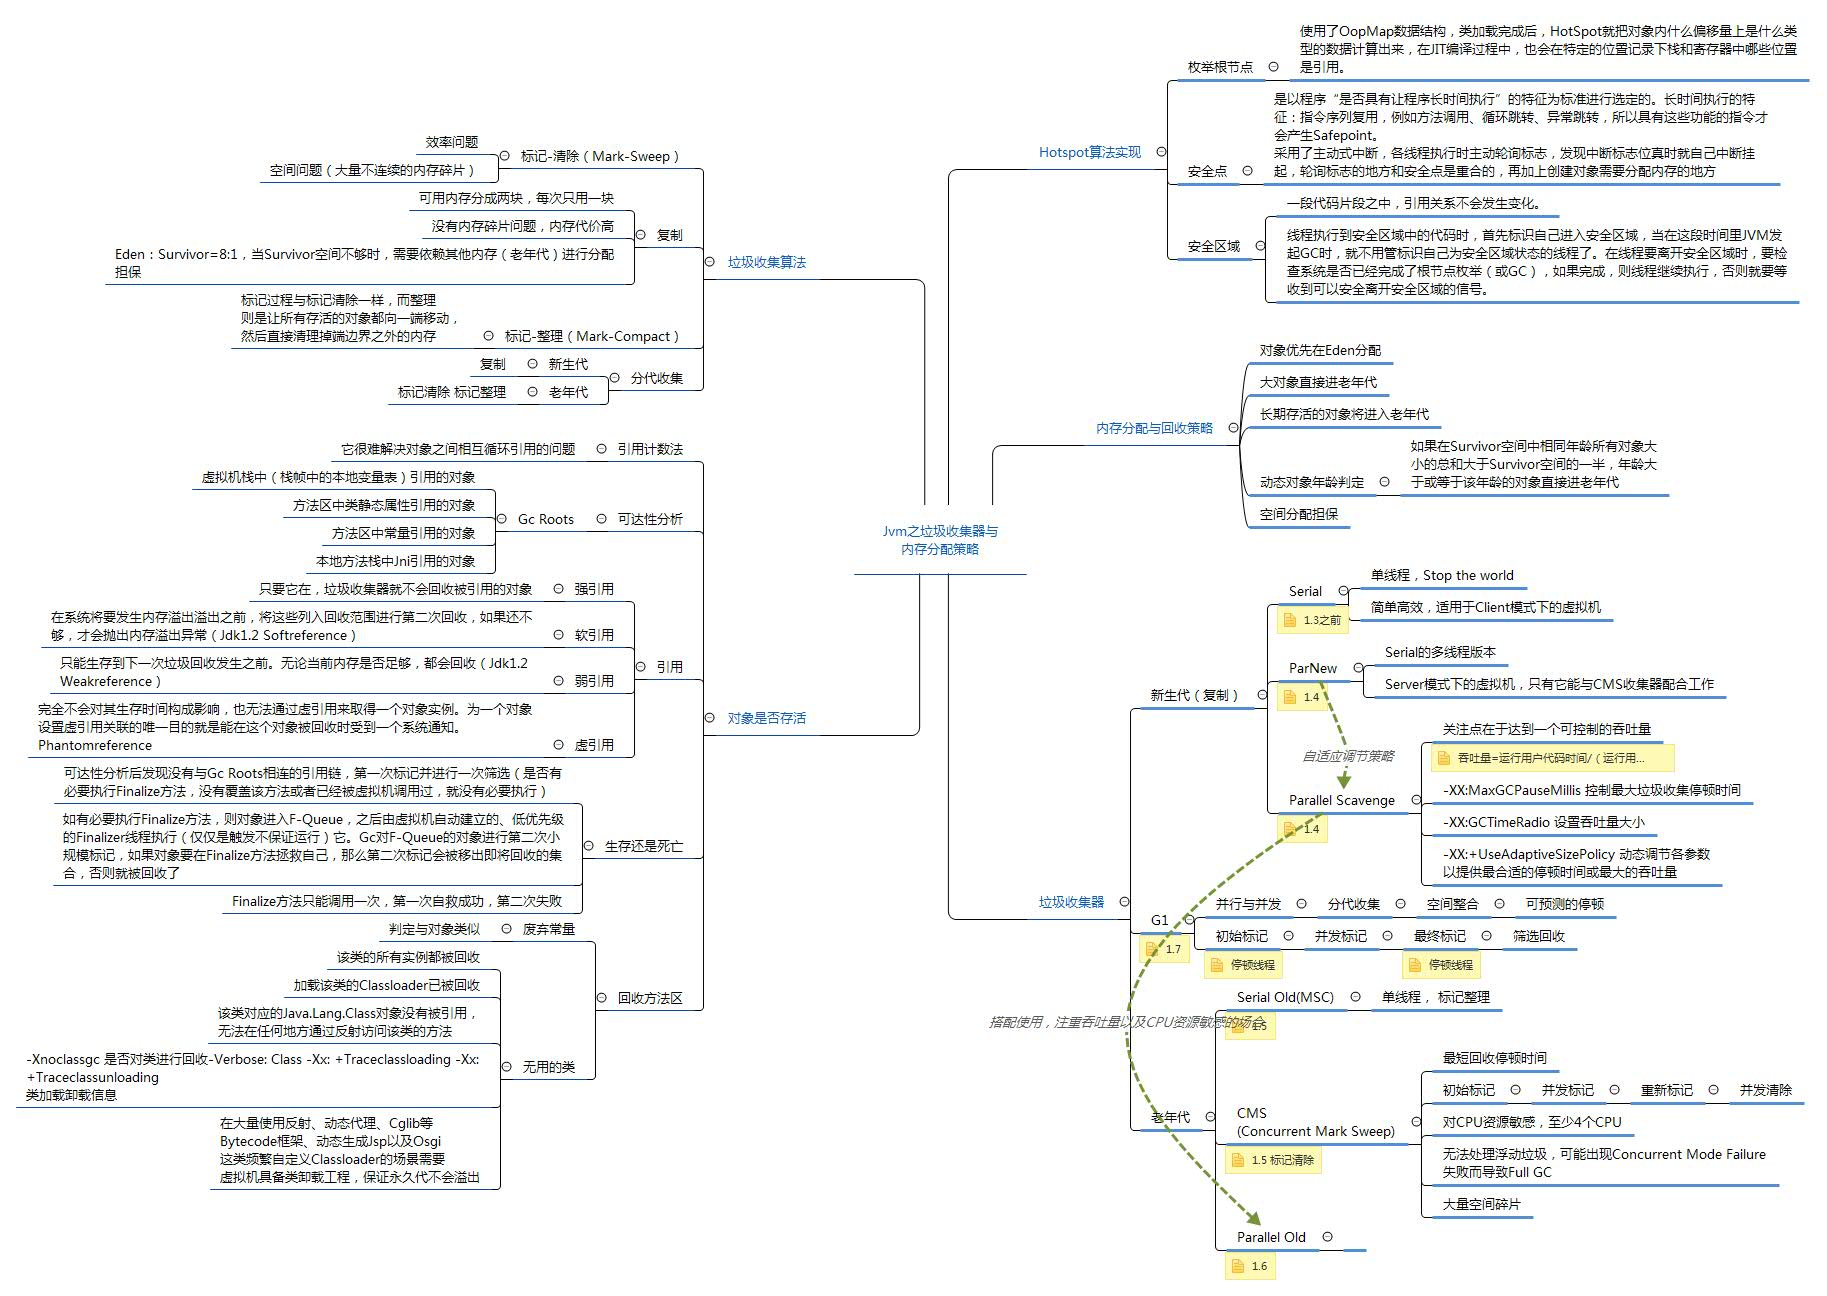 Jvm之垃圾收集器与
内存分配策略
垃圾收集算法
标记-清除（Mark-Sweep）
效率问题
空间问题（大量不连续的内存碎片）
复制
可用内存分成两块，每次只用一块
没有内存碎片问题，内存代价高
Eden：Survivor=8:1，当Survivor空间不够时，需要依赖其他内存（老年代）进行分配
担保
标记-整理（Mark-Compact）
标记过程与标记清除一样，而整理
则是让所有存活的对象都向一端移动，
然后直接清理掉端边界之外的内存
分代收集
新生代
复制
老年代
标记清除 标记整理
对象是否存活
引用计数法
它很难解决对象之间相互循环引用的问题
可达性分析
Gc Roots
虚拟机栈中（栈帧中的本地变量表）引用的对象
方法区中类静态属性引用的对象
方法区中常量引用的对象
本地方法栈中Jni引用的对象
引用
强引用
只要它在，垃圾收集器就不会回收被引用的对象
软引用
在系统将要发生内存溢出溢出之前，将这些列入回收范围进行第二次回收，如果还不
够，才会抛出内存溢出异常（Jdk1.2 Softreference）
弱引用
只能生存到下一次垃圾回收发生之前。无论当前内存是否足够，都会回收（Jdk1.2
Weakreference）
虚引用
完全不会对其生存时间构成影响，也无法通过虚引用来取得一个对象实例。为一个对象
设置虚引用关联的唯一目的就是能在这个对象被回收时受到一个系统通知。
Phantomreference
生存还是死亡
可达性分析后发现没有与Gc Roots相连的引用链，第一次标记并进行一次筛选（是否有
必要执行Finalize方法，没有覆盖该方法或者已经被虚拟机调用过，就没有必要执行）
如有必要执行Finalize方法，则对象进入F-Queue，之后由虚拟机自动建立的、低优先级
的Finalizer线程执行（仅仅是触发不保证运行）它。Gc对F-Queue的对象进行第二次小
规模标记，如果对象要在Finalize方法拯救自己，那么第二次标记会被移出即将回收的集
合，否则就被回收了
Finalize方法只能调用一次，第一次自救成功，第二次失败
回收方法区
废弃常量
判定与对象类似
无用的类
该类的所有实例都被回收
加载该类的Classloader已被回收
该类对应的Java.Lang.Class对象没有被引用，
无法在任何地方通过反射访问该类的方法
-Xnoclassgc 是否对类进行回收-Verbose: Class -Xx: +Traceclassloading -Xx:
+Traceclassunloading
类加载卸载信息
在大量使用反射、动态代理、Cglib等
Bytecode框架、动态生成Jsp以及Osgi
这类频繁自定义Classloader的场景需要
虚拟机具备类卸载工程，保证永久代不会溢出
Hotspot算法实现
枚举根节点
使用了OopMap数据结构，类加载完成后，HotSpot就把对象内什么偏移量上是什么类
型的数据计算出来，在JIT编译过程中，也会在特定的位置记录下栈和寄存器中哪些位置
是引用。
安全点
是以程序“是否具有让程序长时间执行”的特征为标准进行选定的。长时间执行的特
征：指令序列复用，例如方法调用、循环跳转、异常跳转，所以具有这些功能的指令才
会产生Safepoint。
采用了主动式中断，各线程执行时主动轮询标志，发现中断标志位真时就自己中断挂
起，轮询标志的地方和安全点是重合的，再加上创建对象需要分配内存的地方
安全区域
一段代码片段之中，引用关系不会发生变化。
线程执行到安全区域中的代码时，首先标识自己进入安全区域，当在这段时间里JVM发
起GC时，就不用管标识自己为安全区域状态的线程了。在线程要离开安全区域时，要检
查系统是否已经完成了根节点枚举（或GC），如果完成，则线程继续执行，否则就要等
收到可以安全离开安全区域的信号。
内存分配与回收策略
对象优先在Eden分配
大对象直接进老年代
长期存活的对象将进入老年代
动态对象年龄判定
如果在Survivor空间中相同年龄所有对象大
小的总和大于Survivor空间的一半，年龄大
于或等于该年龄的对象直接进老年代
空间分配担保
垃圾收集器
新生代（复制）
Serial
1.3之前
单线程，Stop the world
简单高效，适用于Client模式下的虚拟机
ParNew
1.4
Serial的多线程版本
Server模式下的虚拟机，只有它能与CMS收集器配合工作
自适应调节策略
Parallel Scavenge
1.4
关注点在于达到一个可控制的吞吐量
吞吐量=运行用户代码时间/（运行用...
-XX:MaxGCPauseMillis 控制最大垃圾收集停顿时间
-XX:GCTimeRadio 设置吞吐量大小
-XX:+UseAdaptiveSizePolicy 动态调节各参数
以提供最合适的停顿时间或最大的吞吐量
G1
1.7
并行与并发 分代收集 空间整合 可预测的停顿
初始标记 并发标记 最终标记 筛选回收
停顿线程 停顿线程
搭配使用，注重吞吐量以及CPU资源敏感的场合
老年代
Serial Old(MSC)
1.5
单线程， 标记整理
CMS
(Concurrent Mark Sweep)
1.5 标记清除
最短回收停顿时间
初始标记 并发标记 重新标记 并发清除
对CPU资源敏感，至少4个CPU
无法处理浮动垃圾，可能出现Concurrent Mode Failure
失败而导致Full GC
大量空间碎片
Parallel Old
1.6